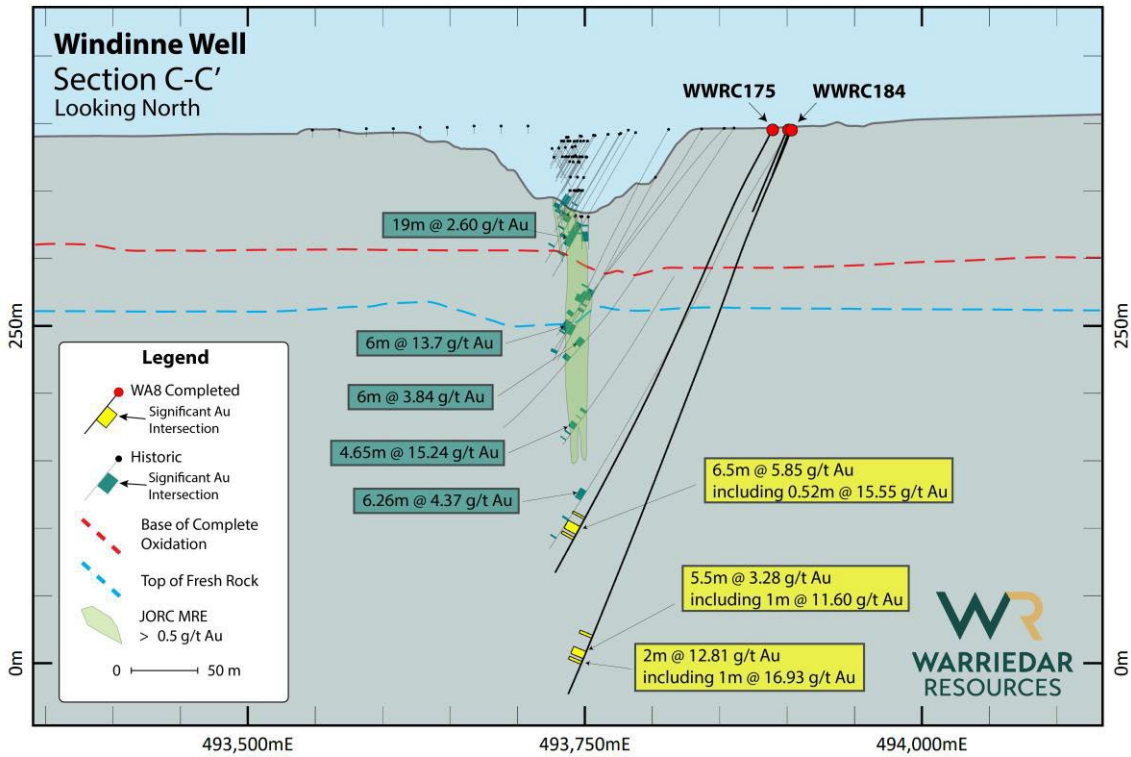 Windinne Well
Section C-C'
Looking North
WWRC175
WWRC184
19m @ 2.60 g/t Au
6m @ 13.7 g/t Au
6m @ 3.84 g/t Au
4.65m @ 15.24 g/t Au
6.26m @ 4.37 g/t Au
6.5m @ 5.85 g/t Au
including 0.52m @ 15.55 g/t Au
5.5m @ 3.28 g/t Au
including 1m @ 11.60 g/t Au
2m @ 12.81 g/t Au
including 1m @ 16.93 g/t Au
250m
0m
250m
0m
Legend
WA8 Completed
Significant Au
Intersection
Historic
Significant Au
Intersection
Base of Complete
Oxidation
Top of Fresh Rock
JORC MRE
> 0.5 g/t Au
0
50 m
WR
WARRIEDAR
RESOURCES
493,500mE
493,750mE
494,000mE